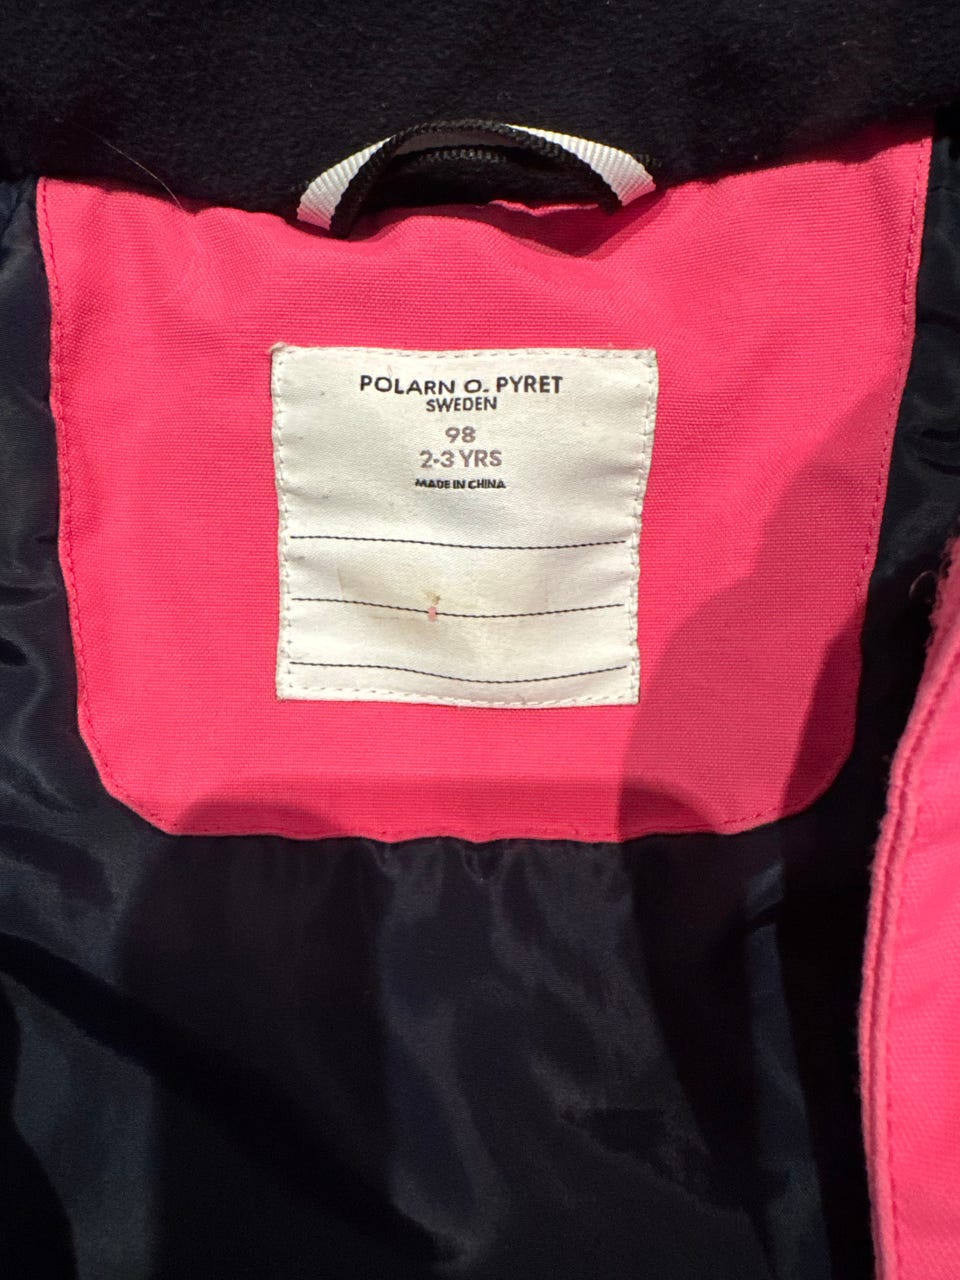 POLARN O. PYRET
SWEDEN
98
2-3 YRS
MADE IN CHINA